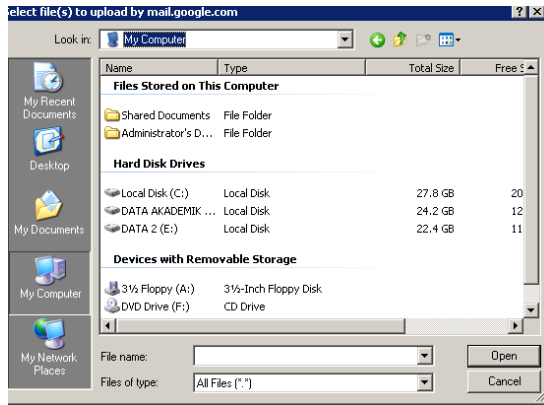 Select file(s) to upload by mail.google.com
Look in: My Computer
Name Type Total Size Free S
Files Stored on This Computer
Shared Documents File Folder
Administrator's D... File Folder
Hard Disk Drives
Local Disk (C:) Local Disk 27.8 GB 20
DATA AKADEMIK ... Local Disk 24.2 GB 12
DATA 2 (E:) Local Disk 22.4 GB 11
Devices with Removable Storage
3½ Floppy (A:) 3½-Inch Floppy Disk
DVD Drive (F:) CD Drive
My Recent
Documents
Desktop
My Documents
My Computer
My Network
Places
File name: Open
Files of type: All Files (*.*) Cancel